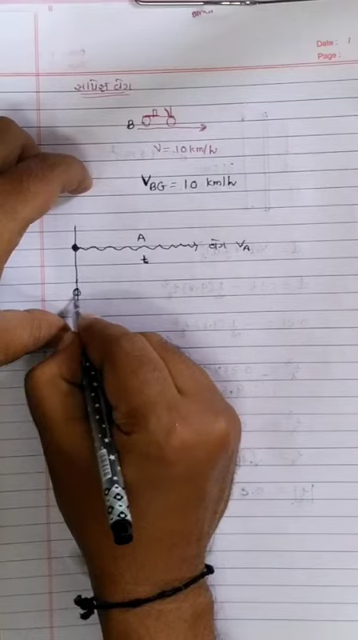 Date :
Page :
સાપેક્ષ વેગ
B
V = 10 km/h
VBG = 10 km/h
A
વેગ VA
t